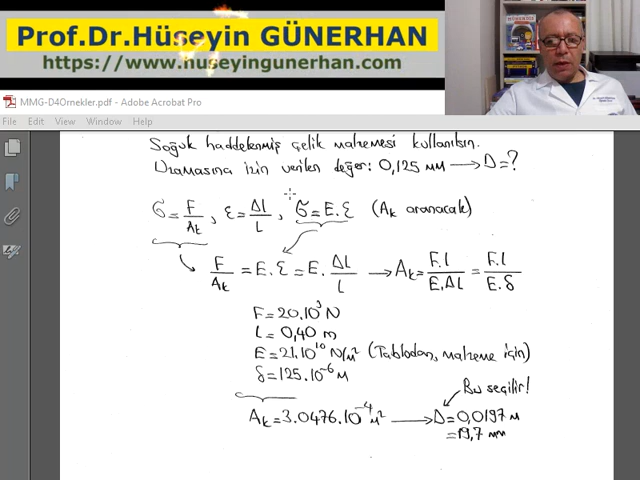 Prof.Dr.Hüseyin GÜNERHAN
https://www.huseyingunerhan.com
MMG-D4Ornekler.pdf - Adobe Acrobat Pro
File Edit View Window Help
Soğuk haddelenmiş çelik malzemesi kullanılsın.
Uzamasına izin verilen değer: 0,125 mm → D=?
σ = F/Ak , ε = ΔL/L , σ = E.ε (Ak aranacak)
F/Ak = E.ε = E. ΔL/L → Ak = F.l/E.ΔL = F.l/E.δ
F = 20.10³ N
L = 0,40 m
E = 21.10¹⁰ N/m² (Tablodan, malzeme için)
δ = 125.10⁻⁶ m
Bu seçilir!
Ak = 3.0476.10⁻⁴ m² → D = 0,0197 m
= 19,7 mm